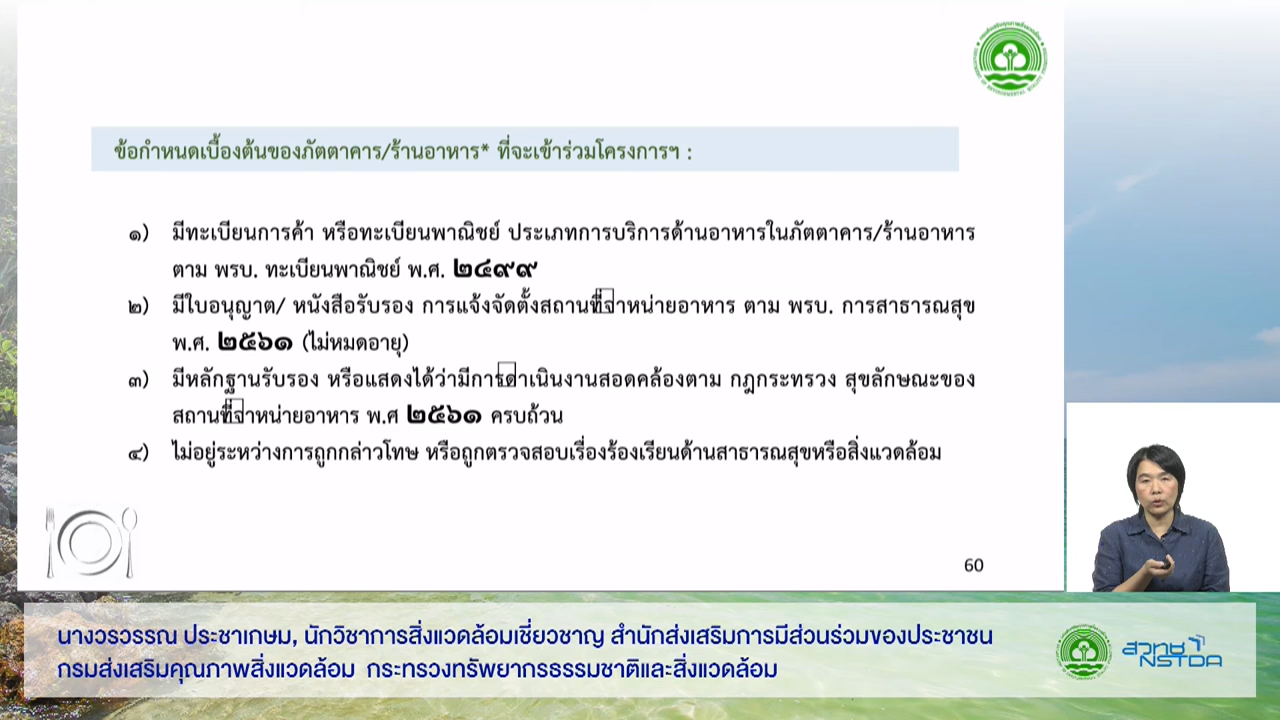 ข้อกำหนดเบื้องต้นของภัตตาคาร/ร้านอาหาร* ที่จะเข้าร่วมโครงการฯ :
๑) มีทะเบียนการค้า หรือทะเบียนพาณิชย์ ประเภทการบริการด้านอาหารในภัตตาคาร/ร้านอาหาร
ตาม พรบ. ทะเบียนพาณิชย์ พ.ศ. ๒๔๙๙
๒) มีใบอนุญาต/ หนังสือรับรอง การแจ้งจัดตั้งสถานที่จำหน่ายอาหาร ตาม พรบ. การสาธารณสุข
พ.ศ. ๒๕๖๑ (ไม่หมดอายุ)
๓) มีหลักฐานรับรอง หรือแสดงได้ว่ามีการดำเนินงานสอดคล้องตาม กฎกระทรวง สุขลักษณะของ
สถานที่จำหน่ายอาหาร พ.ศ ๒๕๖๑ ครบถ้วน
๔) ไม่อยู่ระหว่างการถูกกล่าวโทษ หรือถูกตรวจสอบเรื่องร้องเรียนด้านสาธารณสุขหรือสิ่งแวดล้อม
60
นางวรวรรณ ประชาเกษม, นักวิชาการสิ่งแวดล้อมเชี่ยวชาญ สำนักส่งเสริมการมีส่วนร่วมของประชาชน
กรมส่งเสริมคุณภาพสิ่งแวดล้อม กระทรวงทรัพยากรธรรมชาติและสิ่งแวดล้อม
สวทช
NSTDA